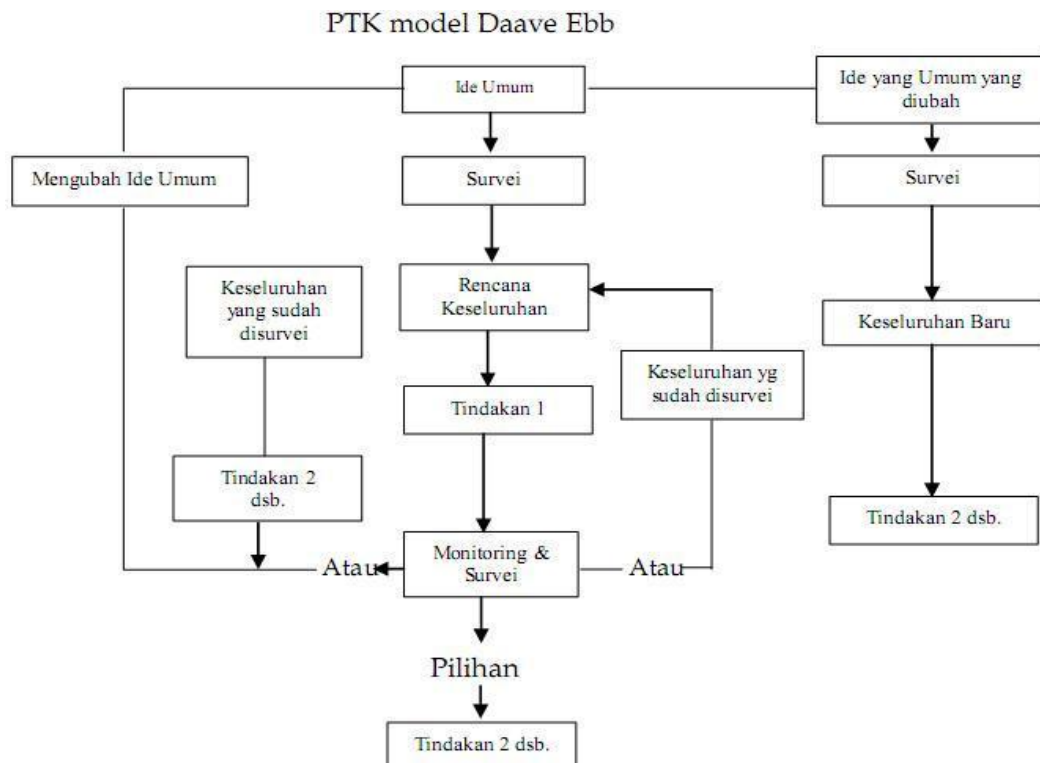 PTK model Daave Ebb
Ide Umum
Ide yang Umum yang
diubah
Mengubah Ide Umum
Survei
Survei
Keseluruhan
yang sudah
disurvei
Rencana
Keseluruhan
Keseluruhan Baru
Keseluruhan yg
sudah disurvei
Tindakan 1
Tindakan 2
dsb.
Tindakan 2 dsb.
Atau
Monitoring &
Survei
Atau
Pilihan
Tindakan 2 dsb.